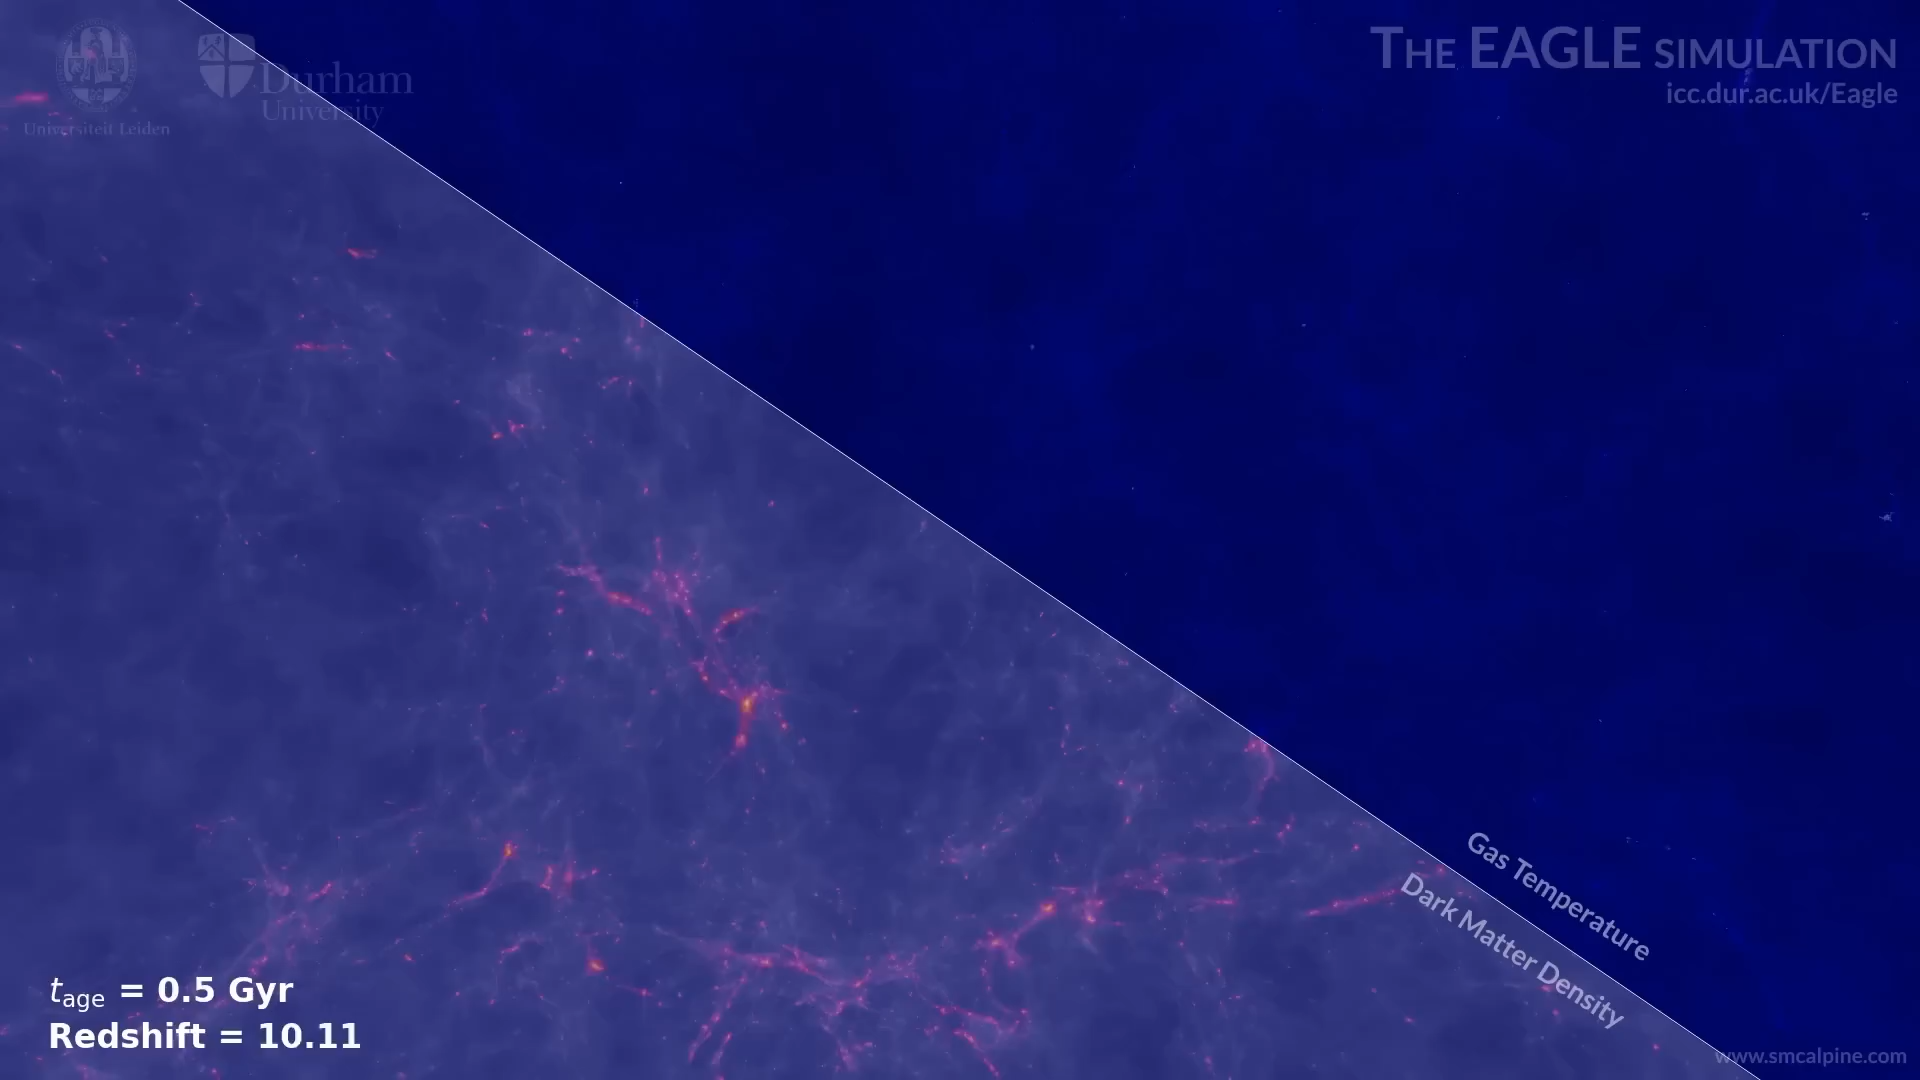 Universiteit Leiden
Durham
University
THE EAGLE SIMULATION
icc.dur.ac.uk/Eagle
Gas Temperature
Dark Matter Density
t_age = 0.5 Gyr
Redshift = 10.11
www.smcalpine.com